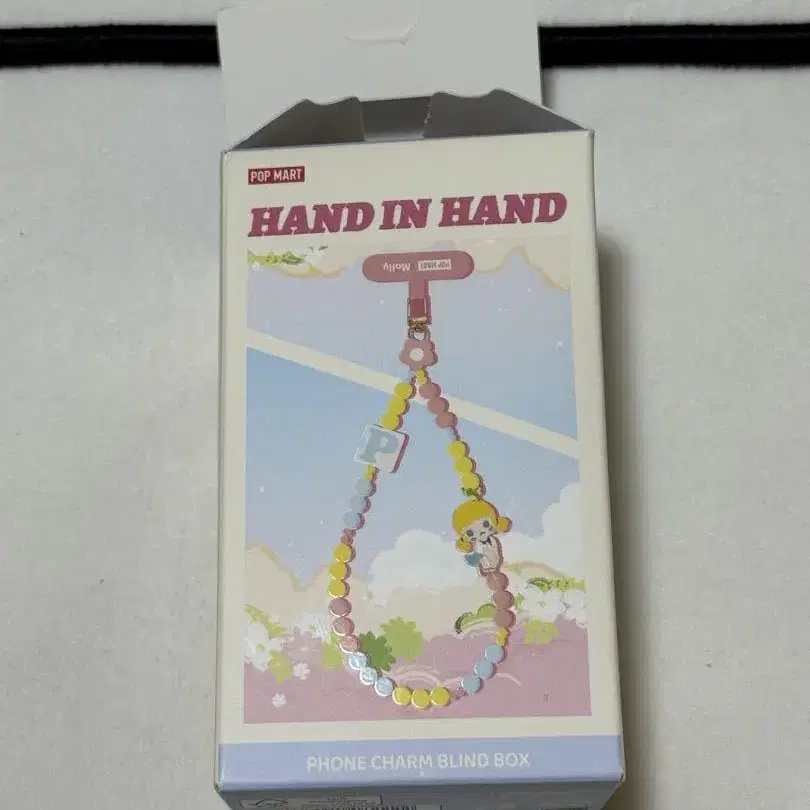 POP MART
HAND IN HAND
Molly. POP MART
P
PHONE CHARM BLIND BOX